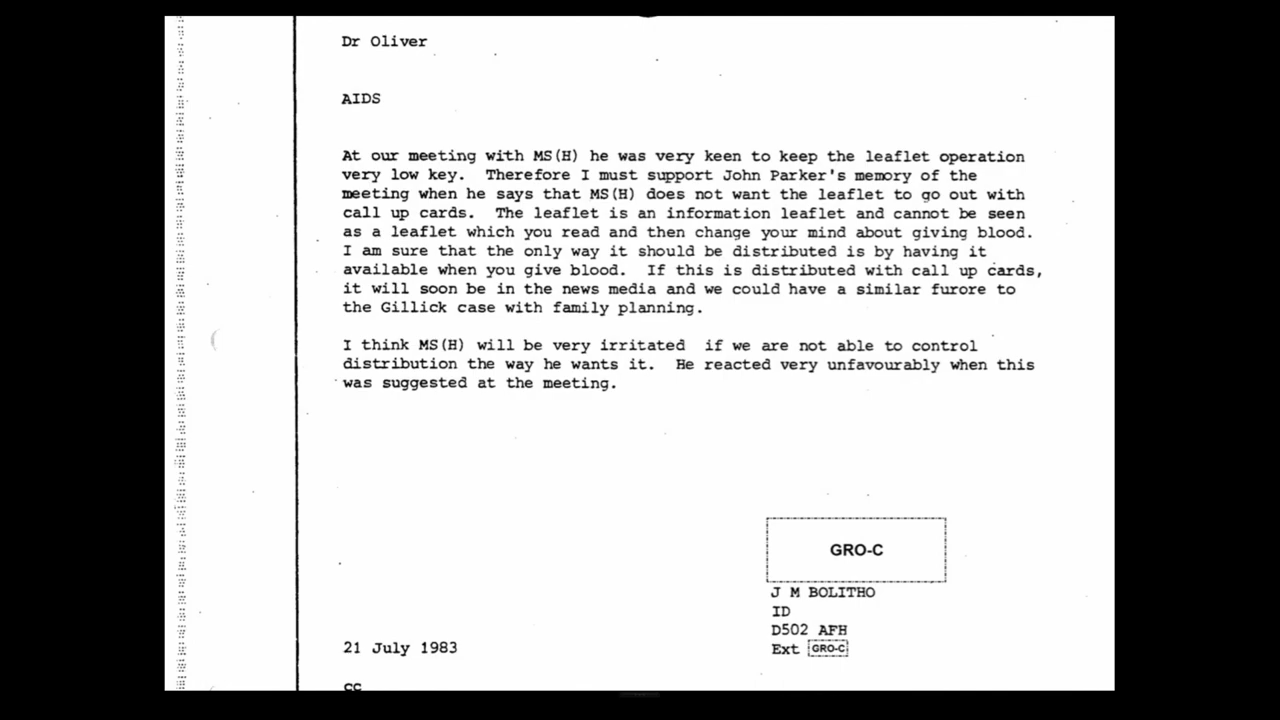 Dr Oliver
AIDS
At our meeting with MS(H) he was very keen to keep the leaflet operation
very low key. Therefore I must support John Parker's memory of the
meeting when he says that MS(H) does not want the leaflet to go out with
call up cards. The leaflet is an information leaflet and cannot be seen
as a leaflet which you read and then change your mind about giving blood.
I am sure that the only way it should be distributed is by having it
available when you give blood. If this is distributed with call up cards,
it will soon be in the news media and we could have a similar furore to
the Gillick case with family planning.
I think MS(H) will be very irritated if we are not able to control
distribution the way he wants it. He reacted very unfavourably when this
was suggested at the meeting.
GRO-C
J M BOLITHO
ID
D502 AFH
Ext GRO-C
21 July 1983
cc